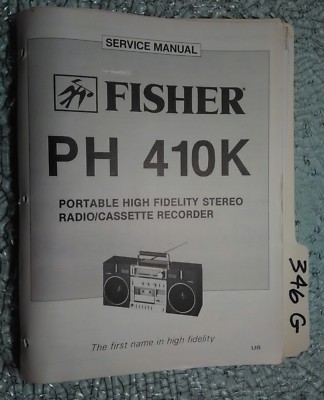 SERVICE MANUAL
FISHER
PH 410K
PORTABLE HIGH FIDELITY STEREO
RADIO/CASSETTE RECORDER
The first name in high fidelity
US
346 G